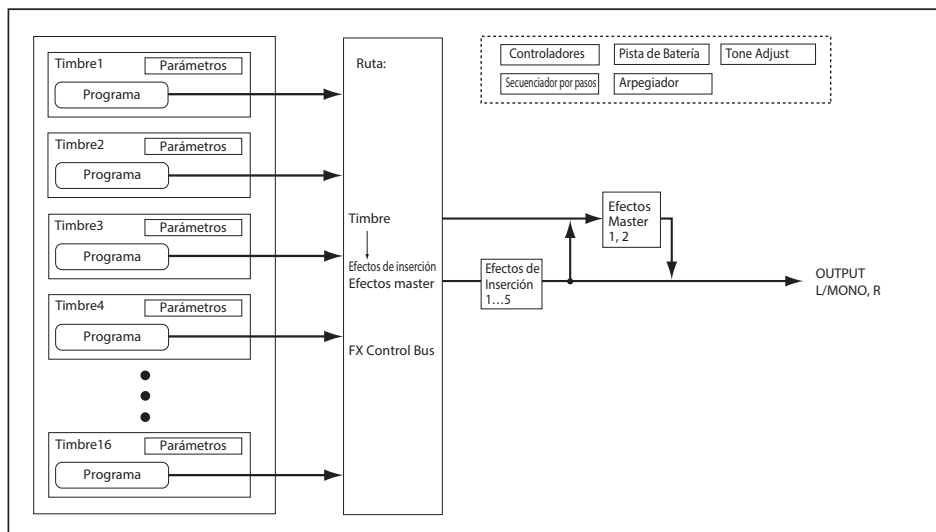 Timbre1
Parámetros
Programa
Timbre2
Parámetros
Programa
Timbre3
Parámetros
Programa
Timbre4
Parámetros
Programa
Timbre16
Parámetros
Programa
Ruta:
Timbre
Efectos de inserción
Efectos master
FX Control Bus
Controladores
Pista de Batería
Tone Adjust
Secuenciador por pasos
Arpegiador
Efectos de
Inserción
1...5
Efectos
Master
1, 2
OUTPUT
L/MONO, R